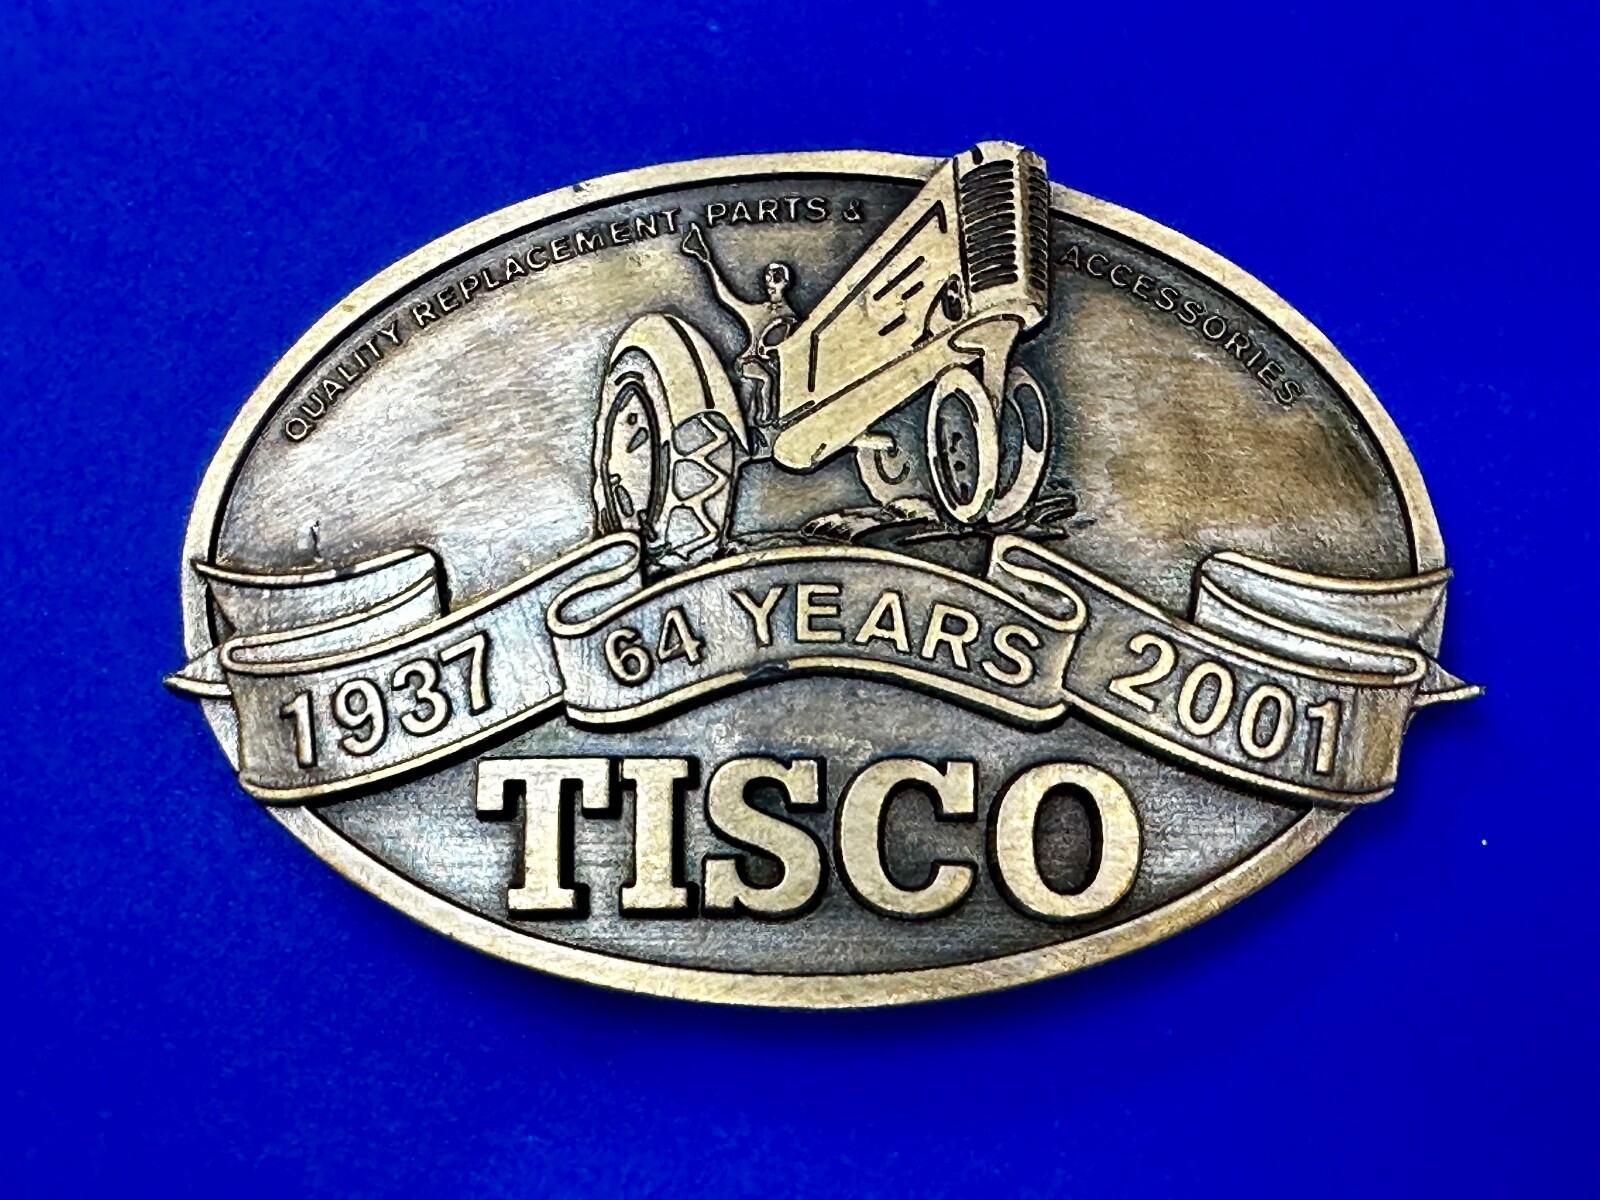 QUALITY REPLACEMENT PARTS & ACCESSORIES
1937 64 YEARS 2001
TISCO